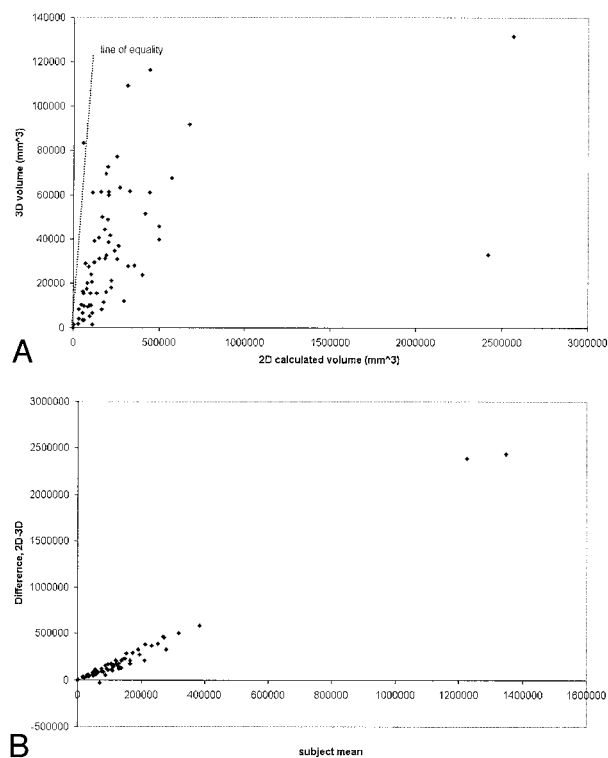 140000
120000
100000
80000
60000
40000
20000
0
3D volume (mm^3)
line of equality
0 500000 1000000 1500000 2000000 2500000 3000000
2D calculated volume (mm^3)
A
3000000
2500000
2000000
1500000
1000000
500000
0
-500000
Difference, 2D-3D
0 200000 400000 600000 800000 1000000 1200000 1400000 1600000
subject mean
B